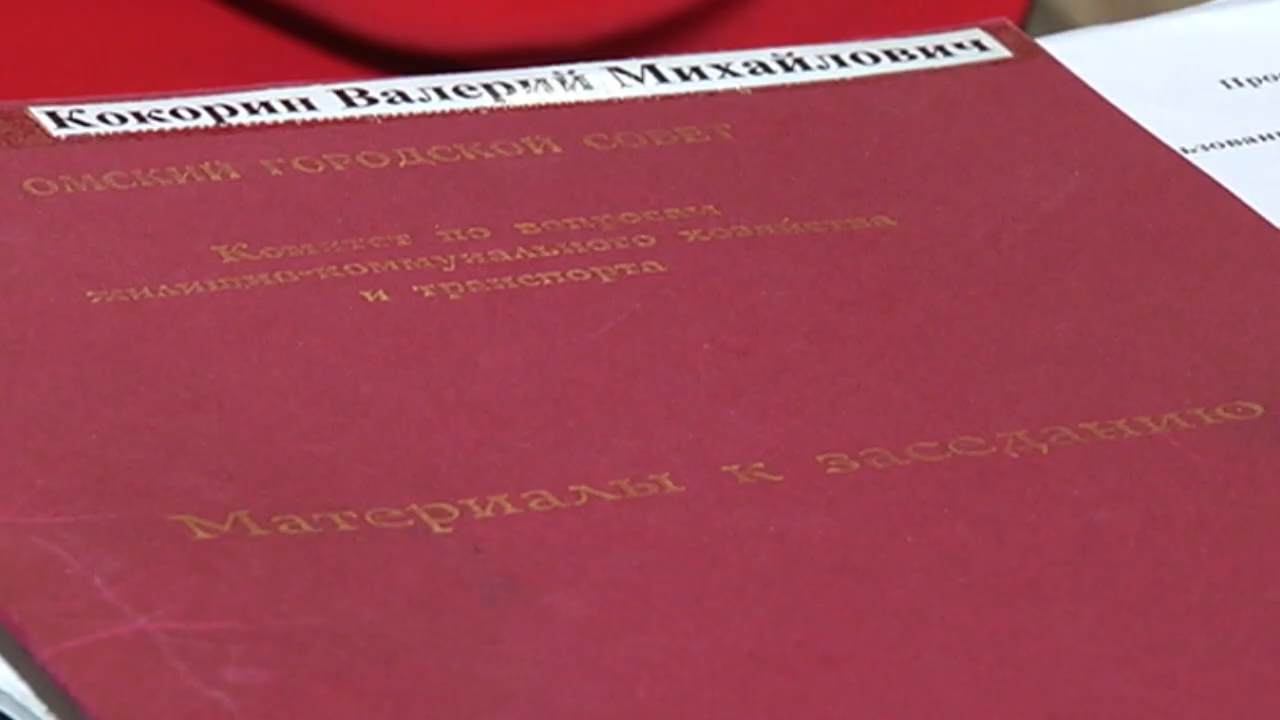 Кокорин Валерий Михайлович
ОМСКИЙ ГОРОДСКОЙ СОВЕТ
Комитет по вопросам
жилищно-коммунального хозяйства
и транспорта
Материалы к заседанию